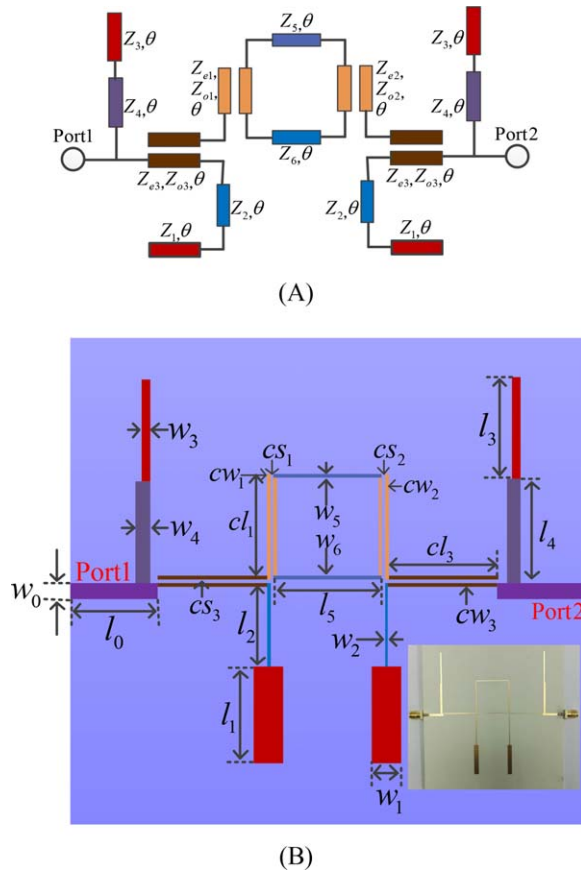 Z3,θ
Z5,θ
Z3,θ
Ze1,
Zo1,
θ
Ze2,
Zo2,
θ
Z4,θ
Z4,θ
Port1
Z6,θ
Port2
Ze3,Zo3,θ
Ze3,Zo3,θ
Z2,θ
Z2,θ
Z1,θ
Z1,θ
(A)
w3
l3
cs1
cs2
cw1
cw2
w5
cl1
w4
w6
cl3
l4
Port1
w0
cs3
l0
l2
l5
w2
cw3
Port2
l1
w1
(B)